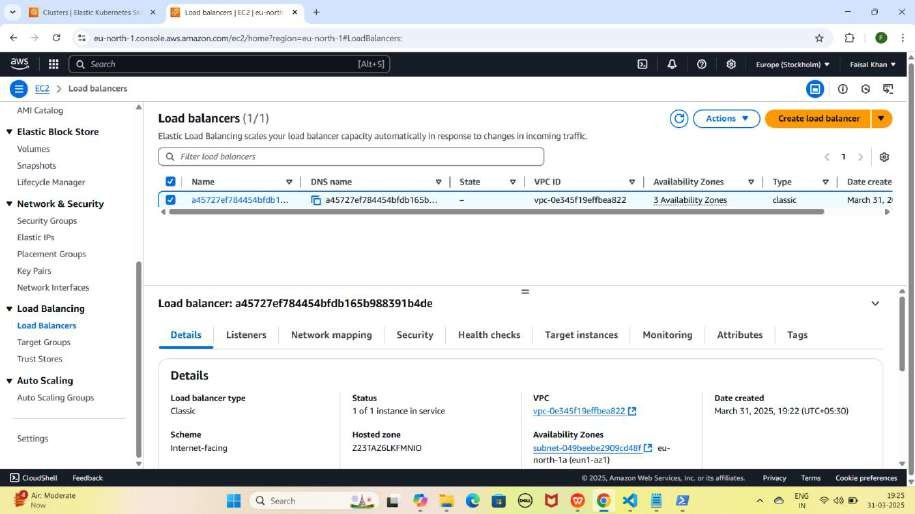 Clusters | Elastic Kubernetes Se
Load balancers | EC2 | eu-north
eu-north-1.console.aws.amazon.com/ec2/home?region=eu-north-1#LoadBalancers:
aws
Search
[Alt+S]
Europe (Stockholm)
Faisal Khan
EC2 > Load balancers
AMI Catalog
Elastic Block Store
Volumes
Snapshots
Lifecycle Manager
Network & Security
Security Groups
Elastic IPs
Placement Groups
Key Pairs
Network Interfaces
Load Balancing
Load Balancers
Target Groups
Trust Stores
Auto Scaling
Auto Scaling Groups
Settings
Load balancers (1/1)
Actions
Create load balancer
Elastic Load Balancing scales your load balancer capacity automatically in response to changes in incoming traffic.
Filter load balancers
1
Name
DNS name
State
VPC ID
Availability Zones
Type
Date create
a45727ef784454bfdb1...
a45727ef784454bfdb165b...
–
vpc-0e345f19effbea822
3 Availability Zones
classic
March 31, 20
Load balancer: a45727ef784454bfdb165b988391b4de
Details
Listeners
Network mapping
Security
Health checks
Target instances
Monitoring
Attributes
Tags
Details
Load balancer type
Classic
Status
1 of 1 instance in service
VPC
vpc-0e345f19effbea822
Date created
March 31, 2025, 19:22 (UTC+05:30)
Scheme
Internet-facing
Hosted zone
Z23TAZ6LKFMNIO
Availability Zones
subnet-049beebe2909cd48f eu-
north-1a (eun1-az1)
CloudShell
Feedback
© 2025, Amazon Web Services, Inc. or its affiliates.
Privacy
Terms
Cookie preferences
Air: Moderate
Now
Search
DELL
ENG
IN
19:25
31-03-2025